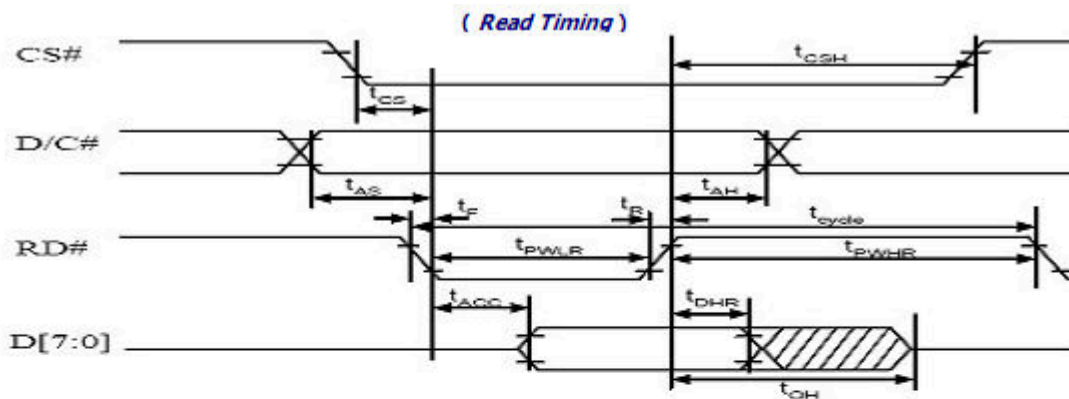 ( Read Timing )
CS#
tCSH
tCS
D/C#
tAS
tAH
tF
tR
tcycle
RD#
tPWLR
tPWHR
tACC
tDHR
D[7:0]
tOH